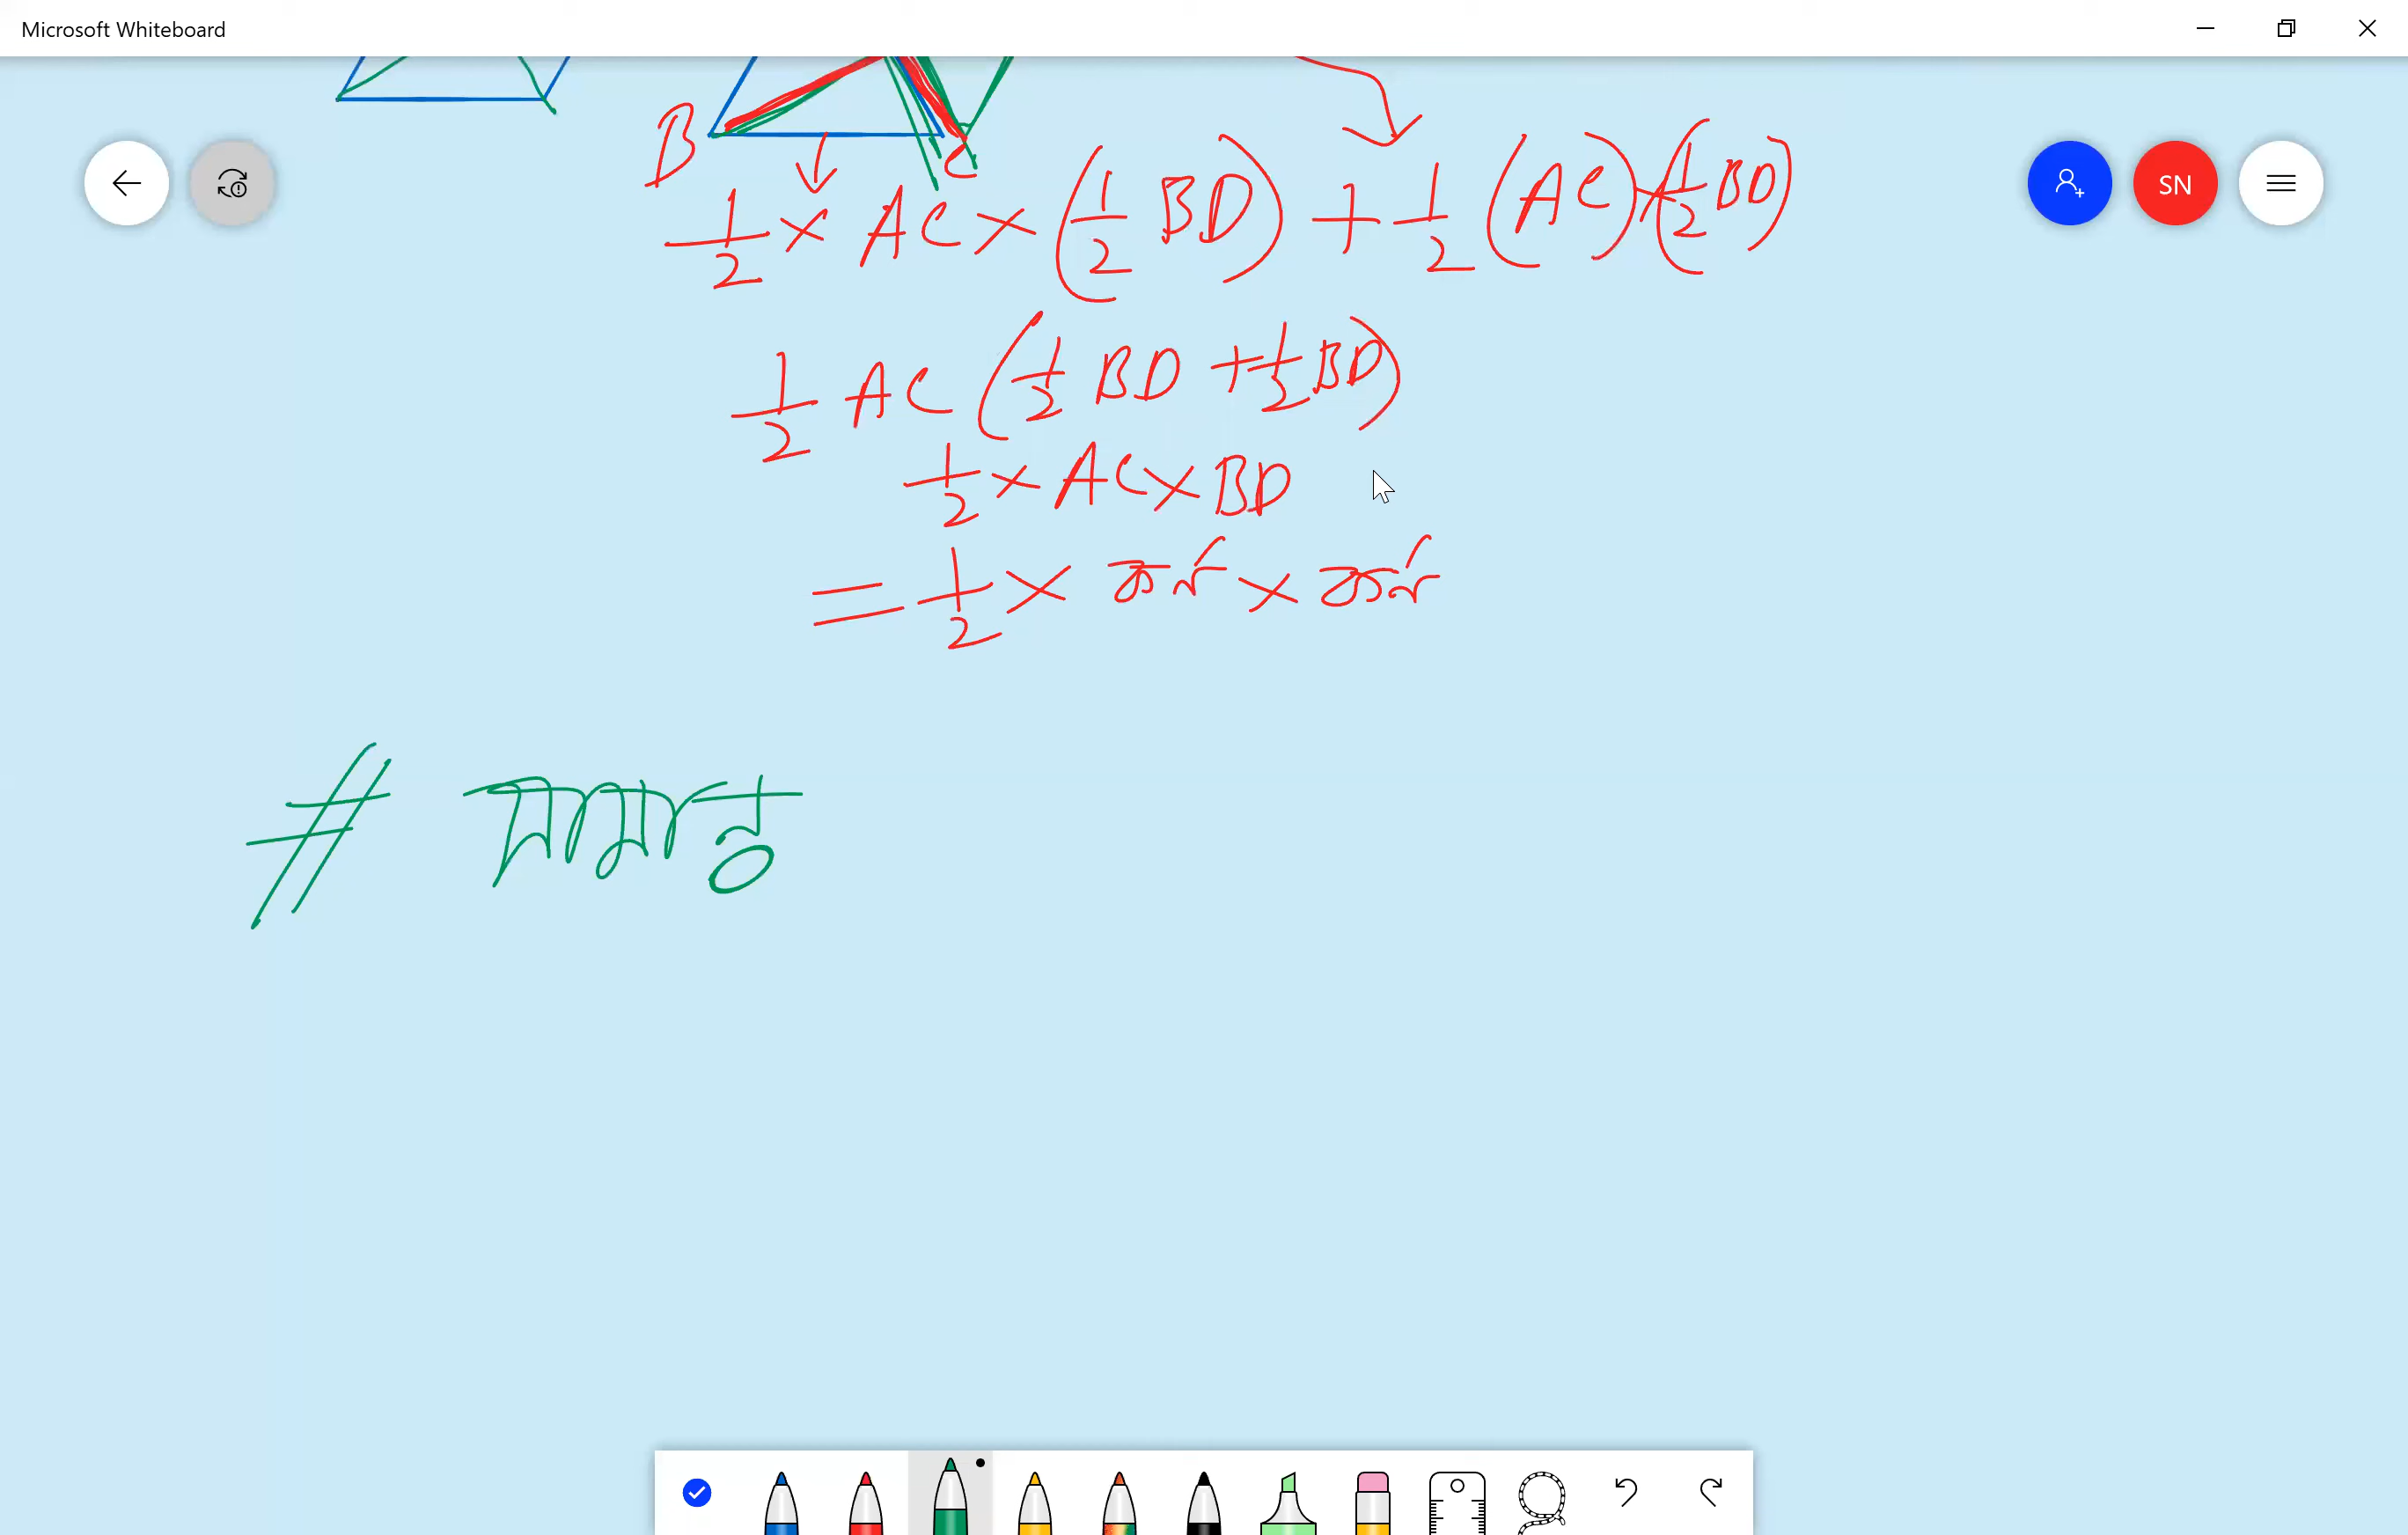 Microsoft Whiteboard
SN
B
C
1/2 × AC × (1/2 BD) + 1/2 (AC) × (1/2 BD)
1/2 AC (1/2 BD + 1/2 BD)
1/2 × AC × BD
= 1/2 × কর্ণ × কর্ণ
#